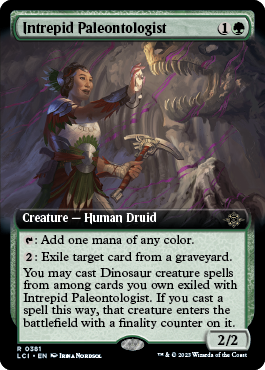 Intrepid Paleontologist 1
Creature — Human Druid
: Add one mana of any color.
2: Exile target card from a graveyard.
You may cast Dinosaur creature spells
from among cards you own exiled with
Intrepid Paleontologist. If you cast a
spell this way, that creature enters the
battlefield with a finality counter on it.
2/2
R 0381
LCI • EN Irina Nordsol
™ & © 2023 Wizards of the Coast